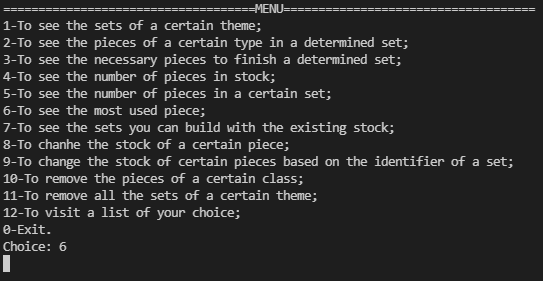 ====================================MENU====================================
1-To see the sets of a certain theme;
2-To see the pieces of a certain type in a determined set;
3-To see the necessary pieces to finish a determined set;
4-To see the number of pieces in stock;
5-To see the number of pieces in a certain set;
6-To see the most used piece;
7-To see the sets you can build with the existing stock;
8-To chanhe the stock of a certain piece;
9-To change the stock of certain pieces based on the identifier of a set;
10-To remove the pieces of a certain class;
11-To remove all the sets of a certain theme;
12-To visit a list of your choice;
0-Exit.
Choice: 6